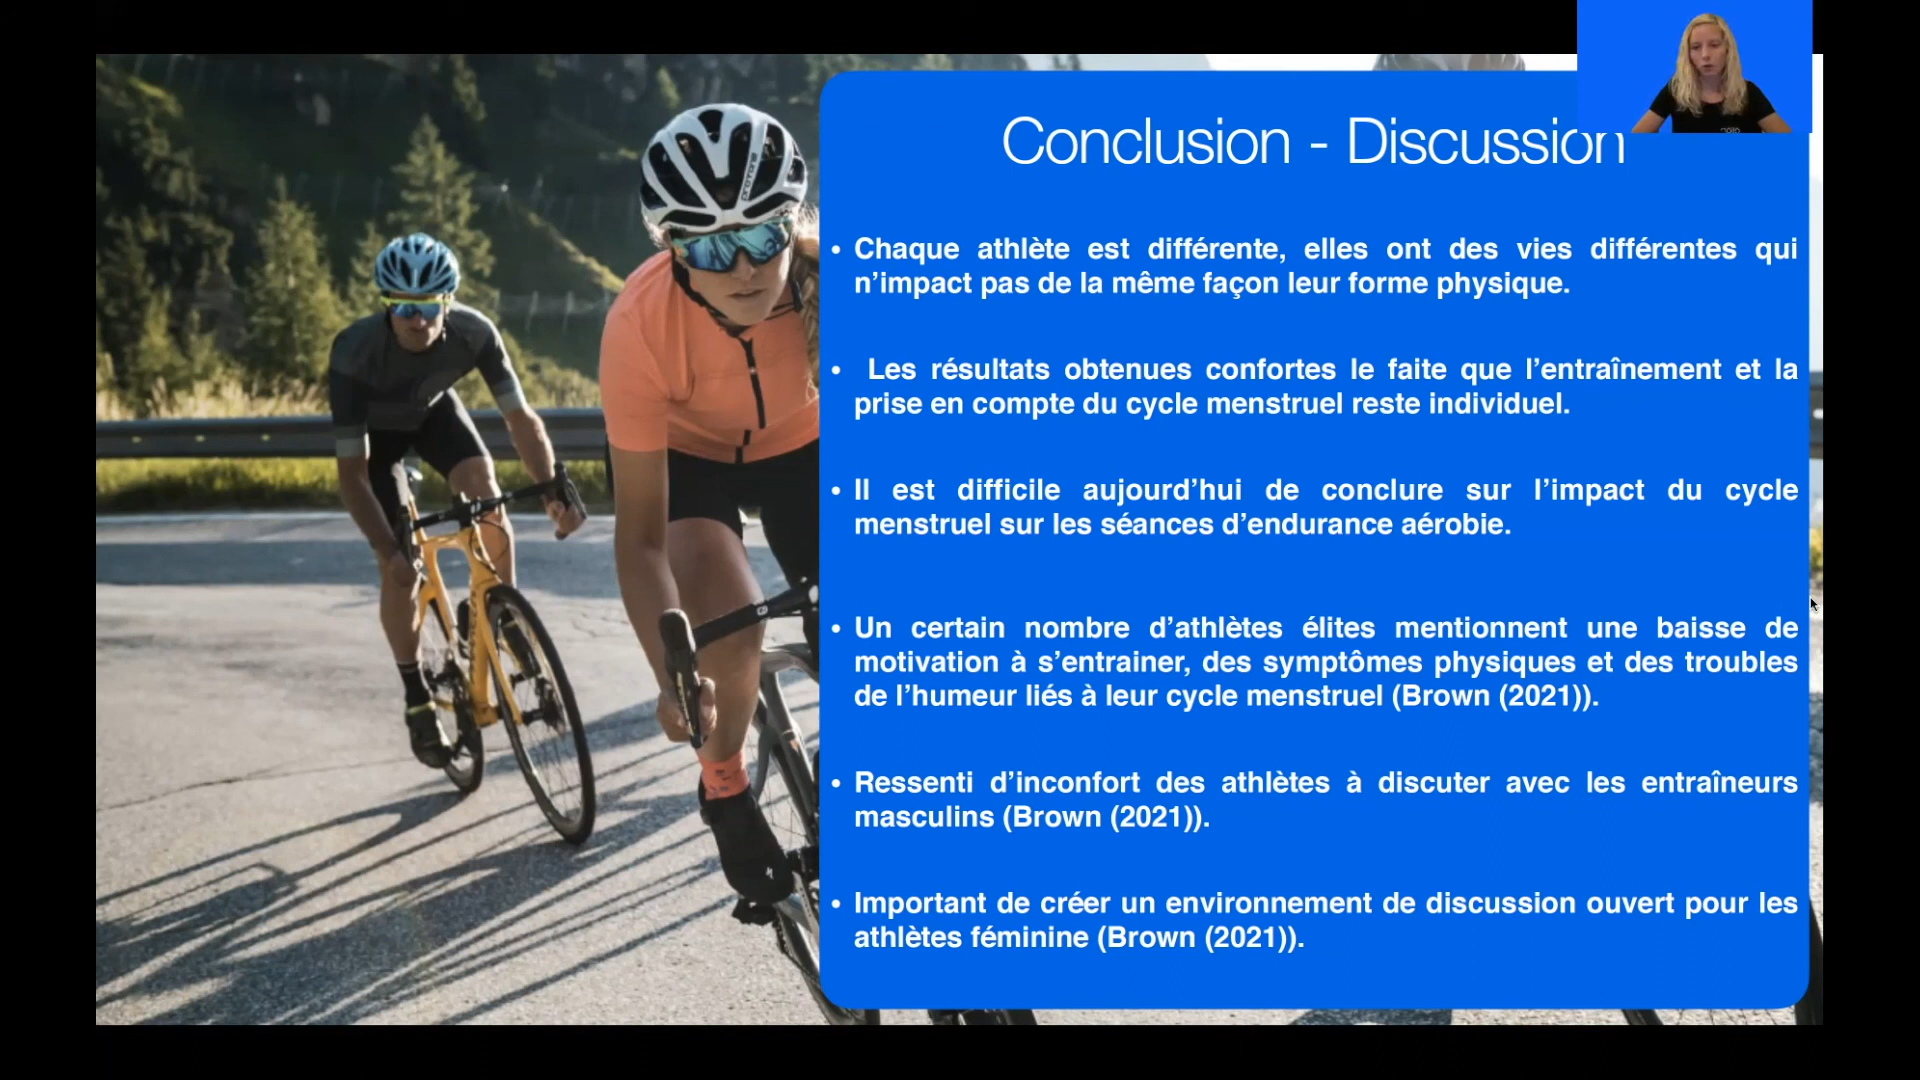 Conclusion - Discussion
• Chaque athlète est différente, elles ont des vies différentes qui
n’impact pas de la même façon leur forme physique.
• Les résultats obtenues confortes le faite que l’entraînement et la
prise en compte du cycle menstruel reste individuel.
• Il est difficile aujourd’hui de conclure sur l’impact du cycle
menstruel sur les séances d’endurance aérobie.
• Un certain nombre d’athlètes élites mentionnent une baisse de
motivation à s’entrainer, des symptômes physiques et des troubles
de l’humeur liés à leur cycle menstruel (Brown (2021)).
• Ressenti d’inconfort des athlètes à discuter avec les entraîneurs
masculins (Brown (2021)).
• Important de créer un environnement de discussion ouvert pour les
athlètes féminine (Brown (2021)).